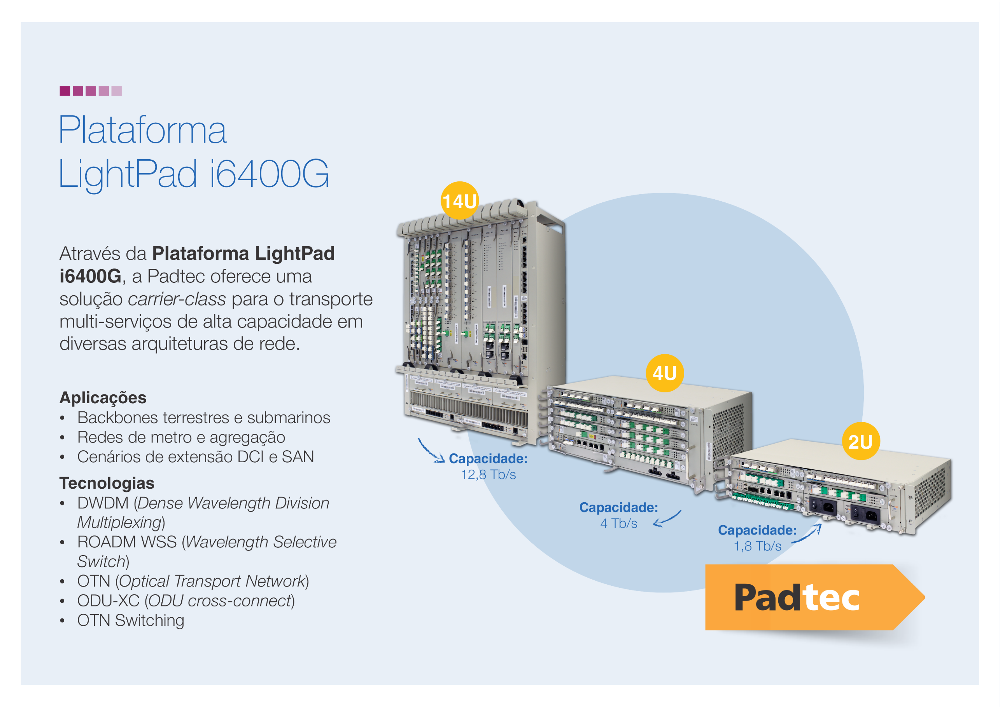 Plataforma
LightPad i6400G
Através da Plataforma LightPad
i6400G, a Padtec oferece uma
solução carrier-class para o transporte
multi-serviços de alta capacidade em
diversas arquiteturas de rede.
Aplicações
• Backbones terrestres e submarinos
• Redes de metro e agregação
• Cenários de extensão DCI e SAN
Tecnologias
• DWDM (Dense Wavelength Division
Multiplexing)
• ROADM WSS (Wavelength Selective
Switch)
• OTN (Optical Transport Network)
• ODU-XC (ODU cross-connect)
• OTN Switching
14U
Capacidade:
12,8 Tb/s
4U
Capacidade:
4 Tb/s
2U
Capacidade:
1,8 Tb/s
Padtec